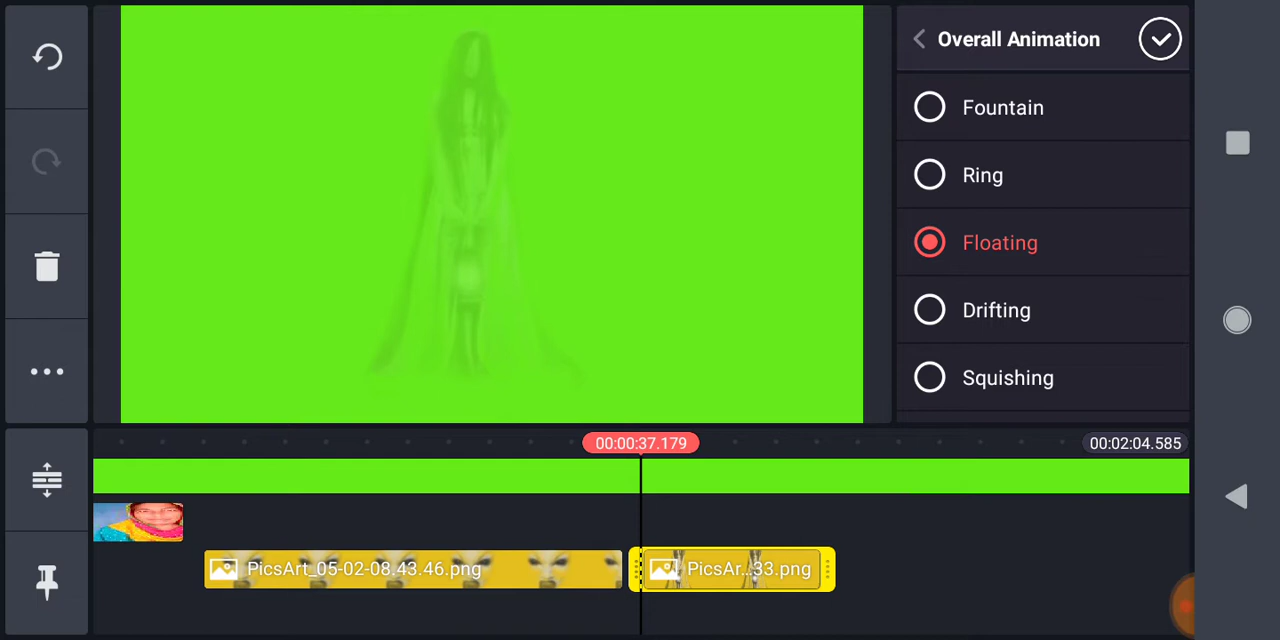 Overall Animation
Fountain
Ring
Floating
Drifting
Squishing
00:00:37.179
00:02:04.585
PicsArt_05-02-08.43.46.png
PicsAr...33.png